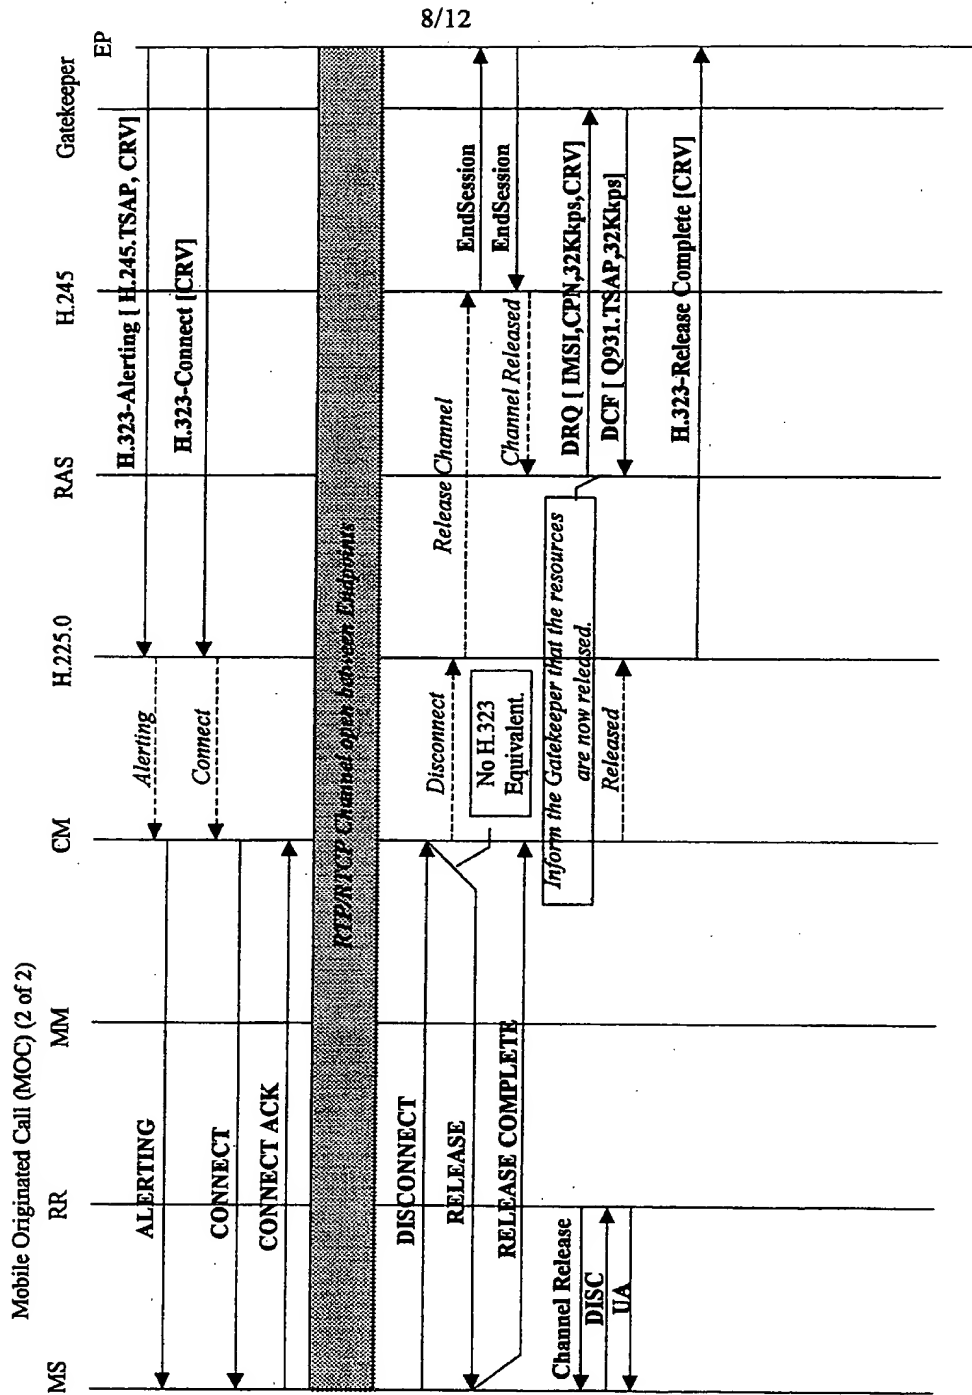 8/12
Mobile Originated Call (MOC) (2 of 2)
MS
RR
MM
CM
H.225.0
RAS
H.245
Gatekeeper
EP
H.323-Alerting [ H.245.TSAP, CRV]
Alerting
ALERTING
H.323-Connect [CRV]
Connect
CONNECT
CONNECT ACK
RTP/RTCP Channel open between Endpoints
DISCONNECT
Disconnect
Release Channel
EndSession
RELEASE
No H.323
Equivalent.
EndSession
Channel Released
RELEASE COMPLETE
Inform the Gatekeeper that the resources
are now released.
DRQ [ IMSI,CPN,32Kkps,CRV]
DCF [ Q931.TSAP,32Kkps]
Channel Release
DISC
UA
Released
H.323-Release Complete [CRV]